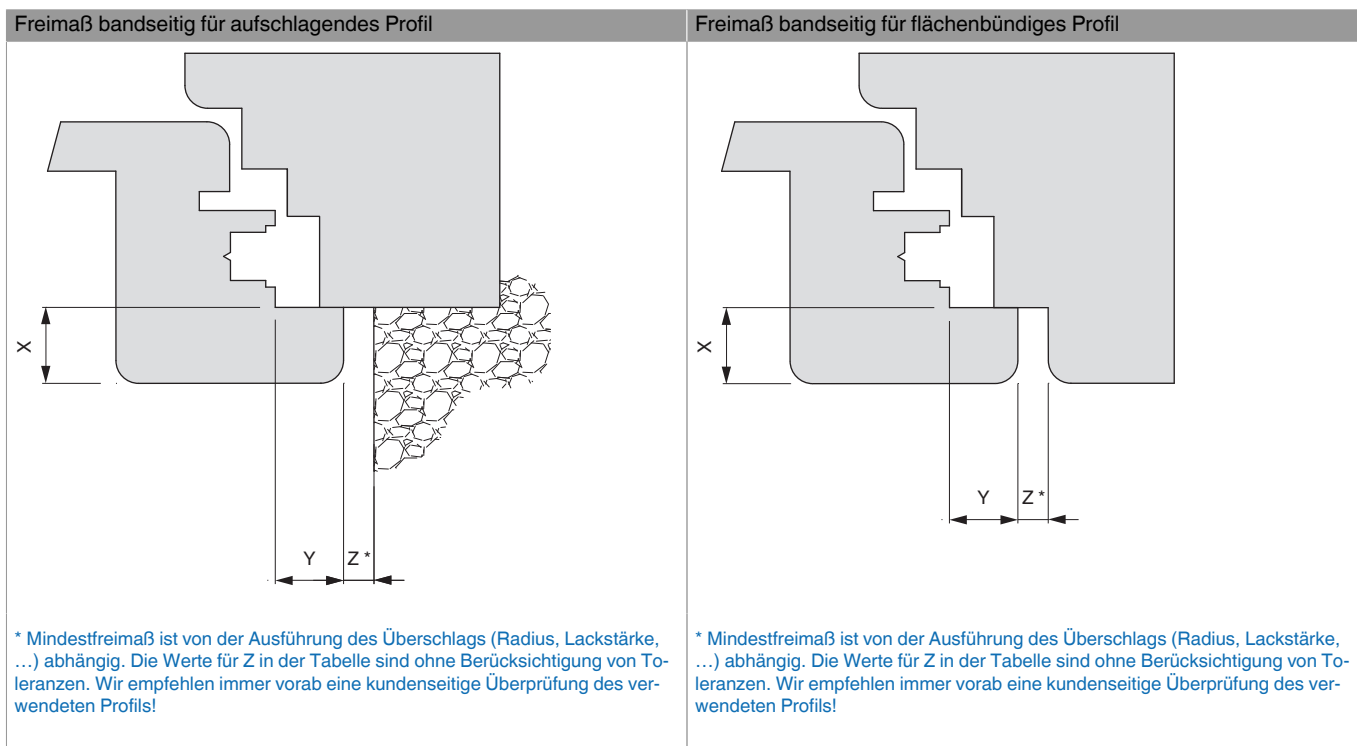 Freimaß bandseitig für aufschlagendes Profil
X
Y
Z *
* Mindestfreimaß ist von der Ausführung des Überschlags (Radius, Lackstärke,
…) abhängig. Die Werte für Z in der Tabelle sind ohne Berücksichtigung von To-
leranzen. Wir empfehlen immer vorab eine kundenseitige Überprüfung des ver-
wendeten Profils!
Freimaß bandseitig für flächenbündiges Profil
X
Y
Z *
* Mindestfreimaß ist von der Ausführung des Überschlags (Radius, Lackstärke,
…) abhängig. Die Werte für Z in der Tabelle sind ohne Berücksichtigung von To-
leranzen. Wir empfehlen immer vorab eine kundenseitige Überprüfung des ver-
wendeten Profils!